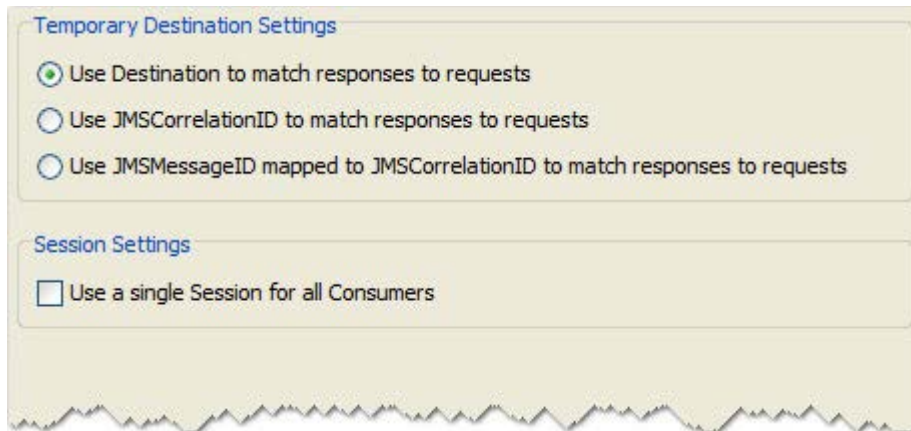 Temporary Destination Settings
Use Destination to match responses to requests
Use JMSCorrelationID to match responses to requests
Use JMSMessageID mapped to JMSCorrelationID to match responses to requests
Session Settings
Use a single Session for all Consumers